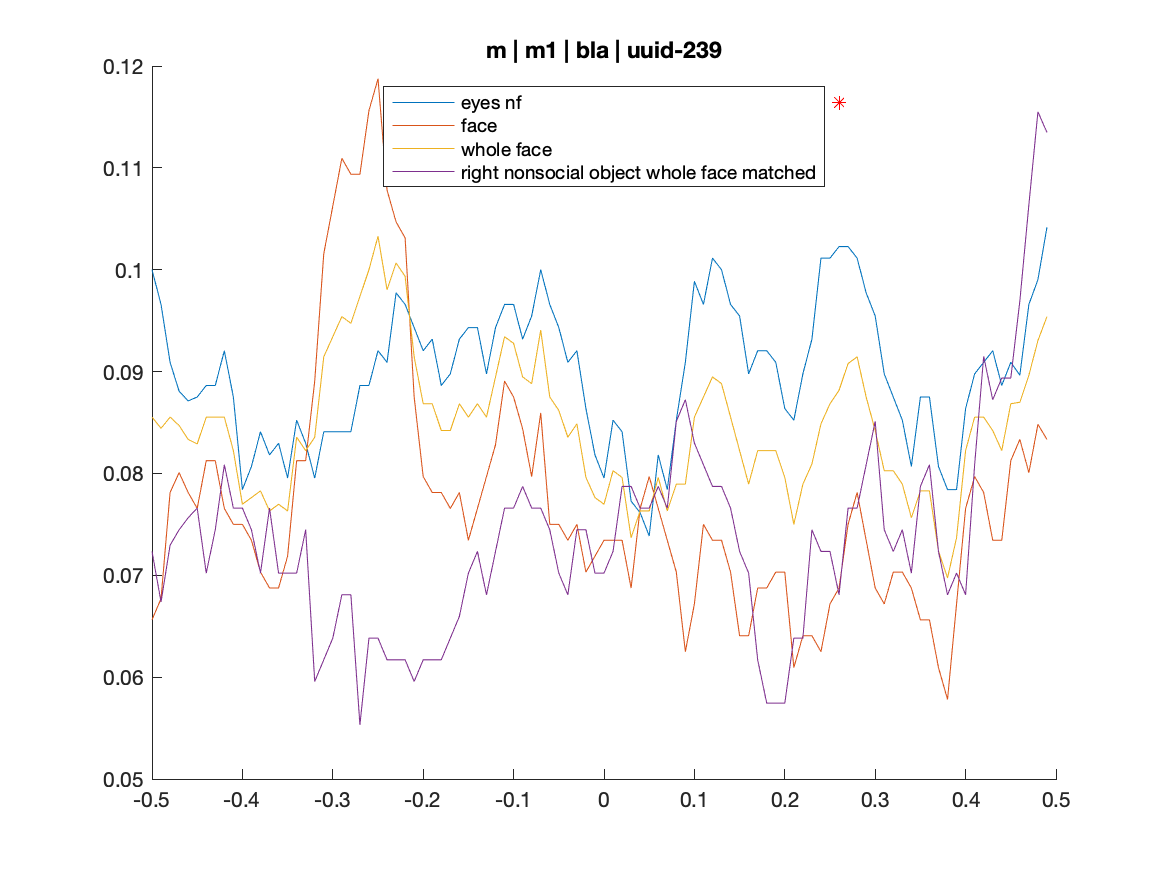 m | m1 | bla | uuid-239
0.12
0.11
0.1
0.09
0.08
0.07
0.06
0.05
eyes nf
face
whole face
right nonsocial object whole face matched
-0.5 -0.4 -0.3 -0.2 -0.1 0 0.1 0.2 0.3 0.4 0.5